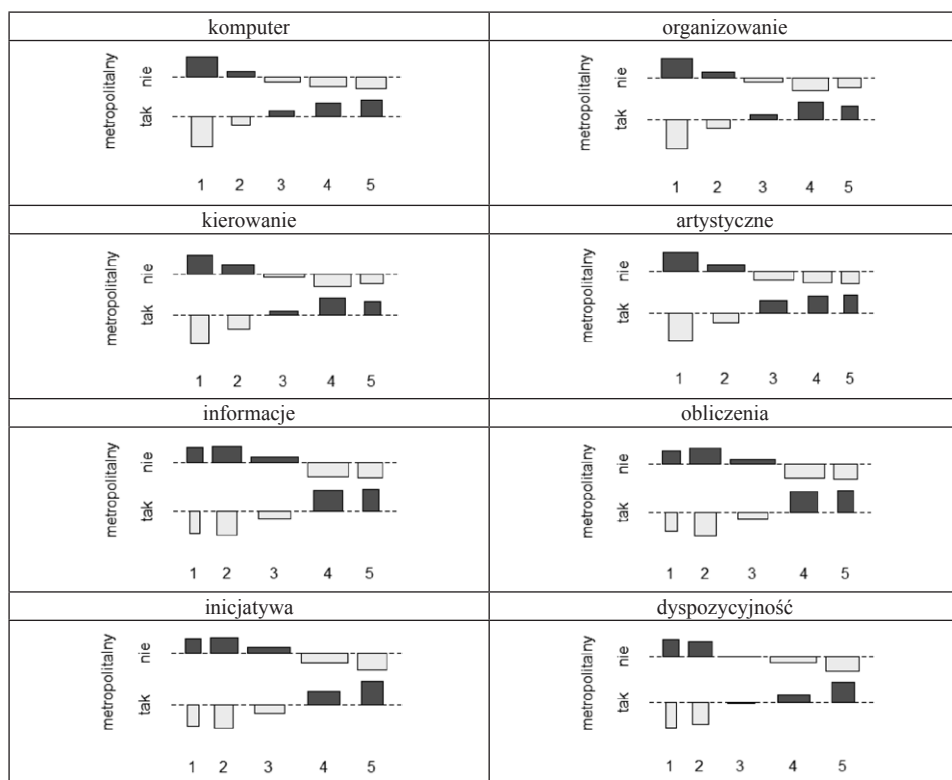 komputer
metropolitalny
nie
tak
1 2 3 4 5
organizowanie
metropolitalny
nie
tak
1 2 3 4 5
kierowanie
metropolitalny
nie
tak
1 2 3 4 5
artystyczne
metropolitalny
nie
tak
1 2 3 4 5
informacje
metropolitalny
nie
tak
1 2 3 4 5
obliczenia
metropolitalny
nie
tak
1 2 3 4 5
inicjatywa
metropolitalny
nie
tak
1 2 3 4 5
dyspozycyjność
metropolitalny
nie
tak
1 2 3 4 5